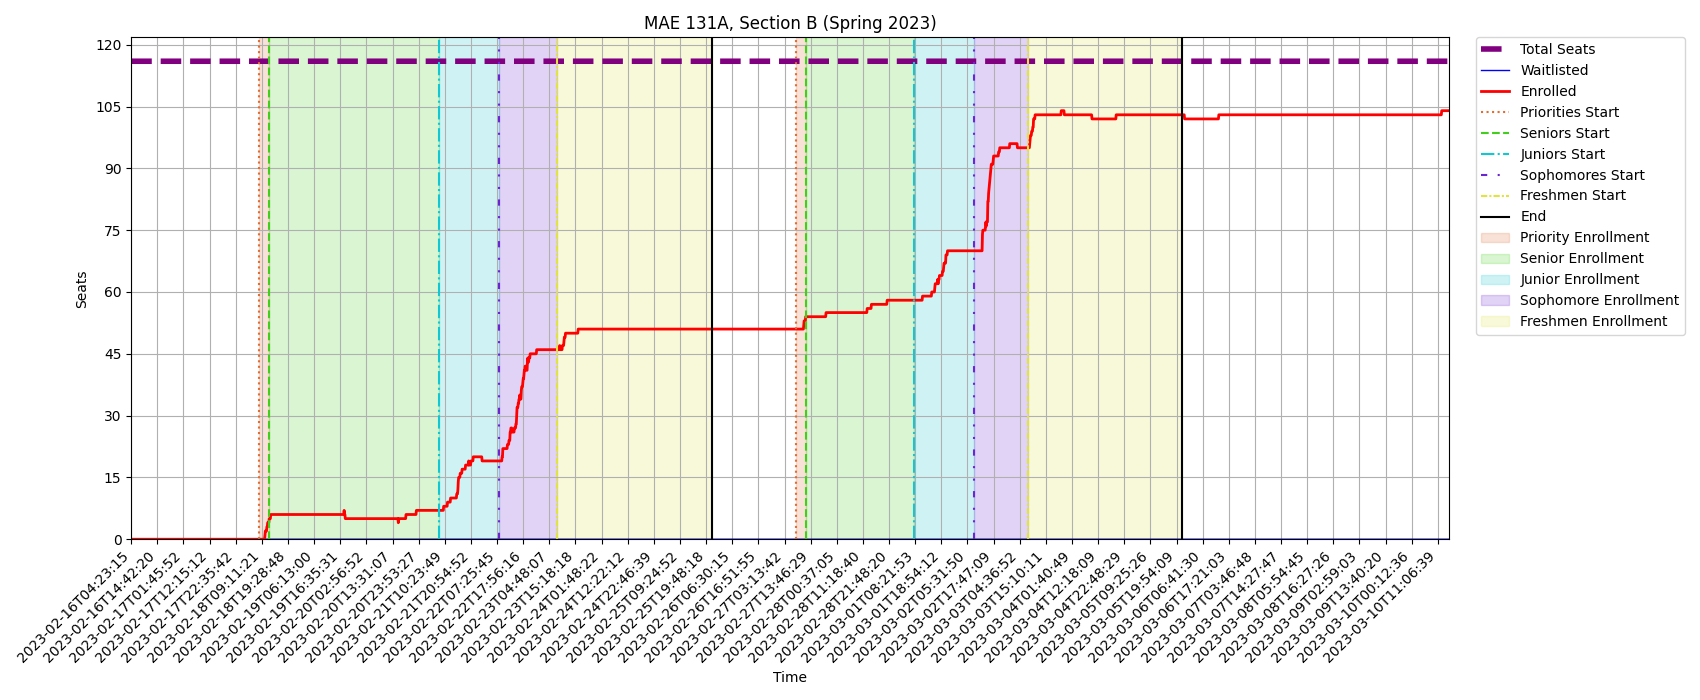 MAE 131A, Section B (Spring 2023)
120
105
90
75
60
45
30
15
0
Seats
2023-02-16T04:23:15
2023-02-16T14:42:20
2023-02-17T01:45:52
2023-02-17T12:15:12
2023-02-17T22:35:42
2023-02-18T09:11:21
2023-02-18T19:28:48
2023-02-19T06:13:00
2023-02-19T16:35:31
2023-02-20T02:56:52
2023-02-20T13:31:07
2023-02-20T23:53:27
2023-02-21T10:23:49
2023-02-21T20:54:52
2023-02-22T07:25:45
2023-02-22T17:56:16
2023-02-23T04:48:07
2023-02-23T15:18:18
2023-02-24T01:48:22
2023-02-24T12:22:12
2023-02-24T22:46:39
2023-02-25T09:24:52
2023-02-25T19:48:18
2023-02-26T06:30:15
2023-02-26T16:51:55
2023-02-27T03:13:42
2023-02-27T13:46:29
2023-02-28T00:37:05
2023-02-28T11:18:40
2023-02-28T21:48:20
2023-03-01T08:21:53
2023-03-01T18:54:12
2023-03-02T05:31:50
2023-03-02T17:47:09
2023-03-03T04:36:52
2023-03-03T15:10:11
2023-03-04T01:40:49
2023-03-04T12:18:09
2023-03-04T22:48:29
2023-03-05T09:25:26
2023-03-05T19:54:09
2023-03-06T06:41:30
2023-03-06T17:21:03
2023-03-07T03:46:48
2023-03-07T14:27:47
2023-03-08T05:54:45
2023-03-08T16:27:26
2023-03-09T02:59:03
2023-03-09T13:40:20
2023-03-10T00:12:36
2023-03-10T11:06:39
Time
Total Seats
Waitlisted
Enrolled
Priorities Start
Seniors Start
Juniors Start
Sophomores Start
Freshmen Start
End
Priority Enrollment
Senior Enrollment
Junior Enrollment
Sophomore Enrollment
Freshmen Enrollment